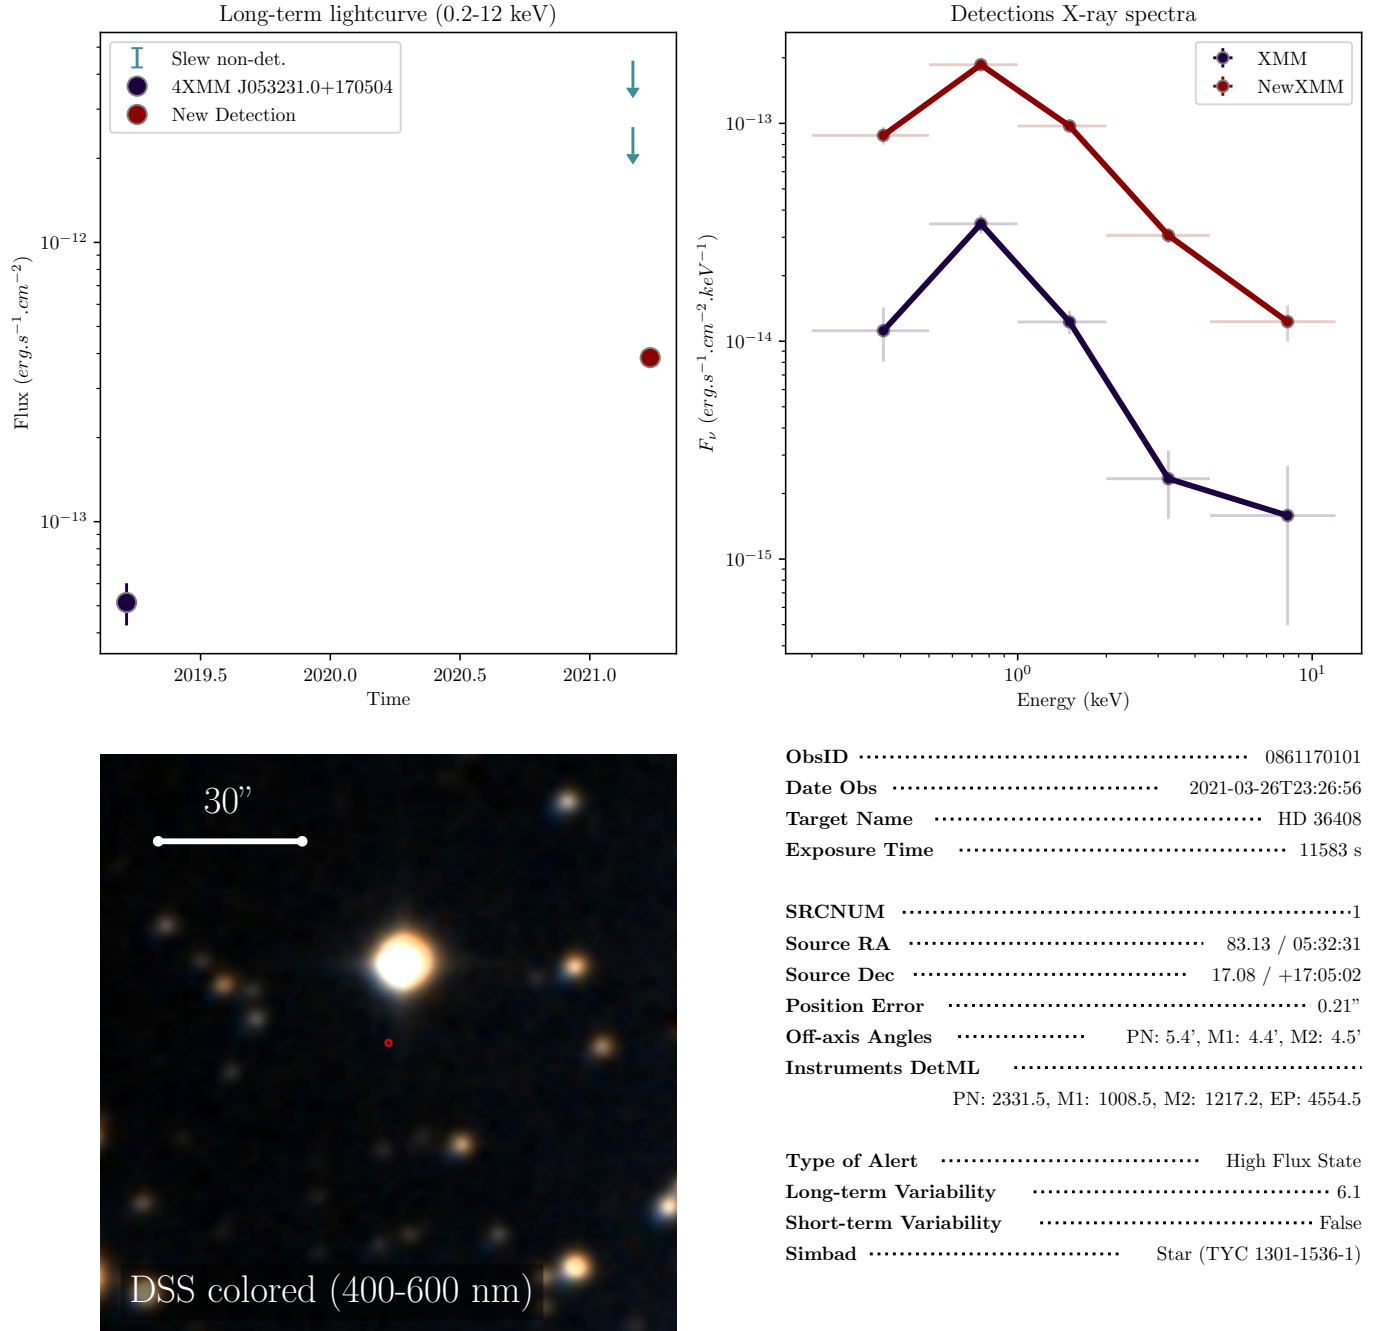 Long-term lightcurve (0.2-12 keV)
Slew non-det.
4XMM J053231.0+170504
New Detection
Flux (erg.s⁻¹.cm⁻²)
10⁻¹²
10⁻¹³
2019.5 2020.0 2020.5 2021.0
Time
Detections X-ray spectra
XMM
NewXMM
Fν (erg.s⁻¹.cm⁻².keV⁻¹)
10⁻¹³
10⁻¹⁴
10⁻¹⁵
10⁰ 10¹
Energy (keV)
30”
DSS colored (400-600 nm)
ObsID 0861170101
Date Obs 2021-03-26T23:26:56
Target Name HD 36408
Exposure Time 11583 s
SRCNUM 1
Source RA 83.13 / 05:32:31
Source Dec 17.08 / +17:05:02
Position Error 0.21”
Off-axis Angles PN: 5.4’, M1: 4.4’, M2: 4.5’
Instruments DetML
PN: 2331.5, M1: 1008.5, M2: 1217.2, EP: 4554.5
Type of Alert High Flux State
Long-term Variability 6.1
Short-term Variability False
Simbad Star (TYC 1301-1536-1)